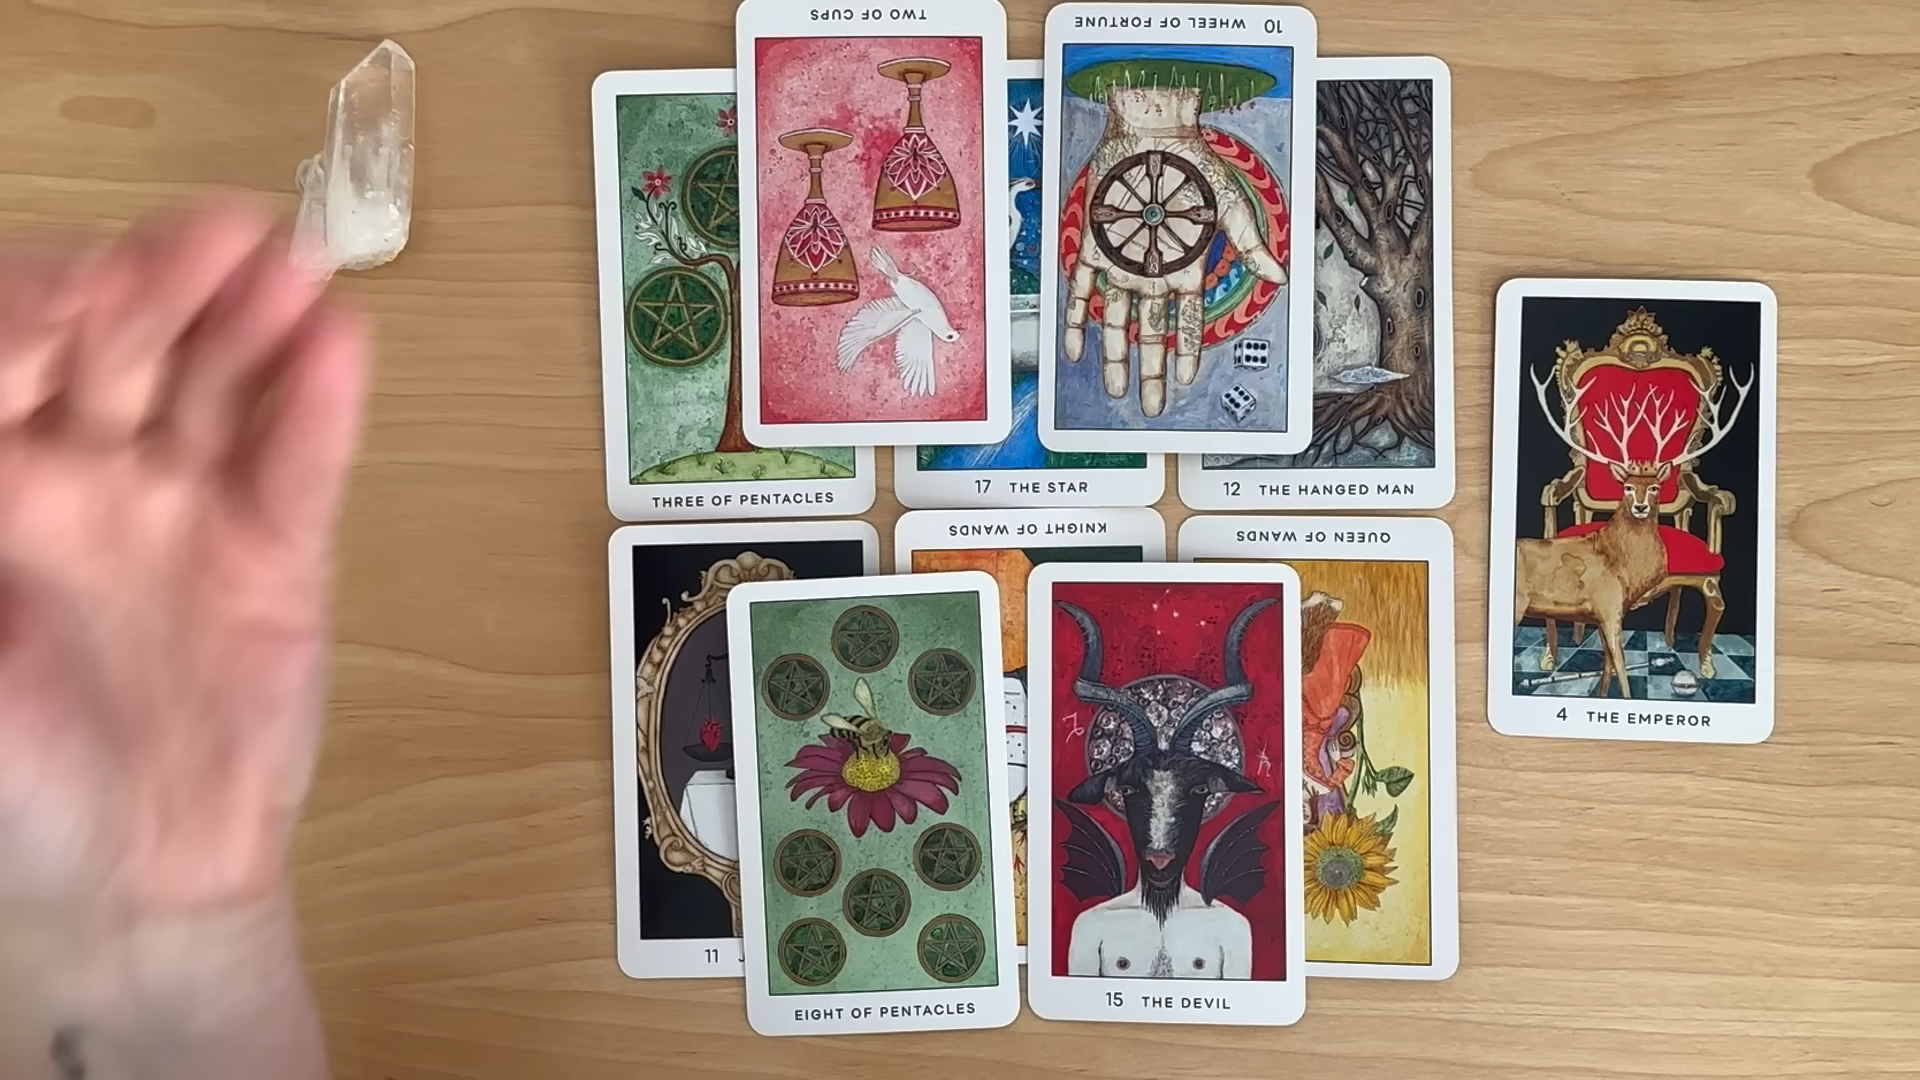 TWO OF CUPS
10 WHEEL OF FORTUNE
THREE OF PENTACLES
17 THE STAR
12 THE HANGED MAN
KNIGHT OF WANDS
QUEEN OF WANDS
4 THE EMPEROR
11
EIGHT OF PENTACLES
15 THE DEVIL